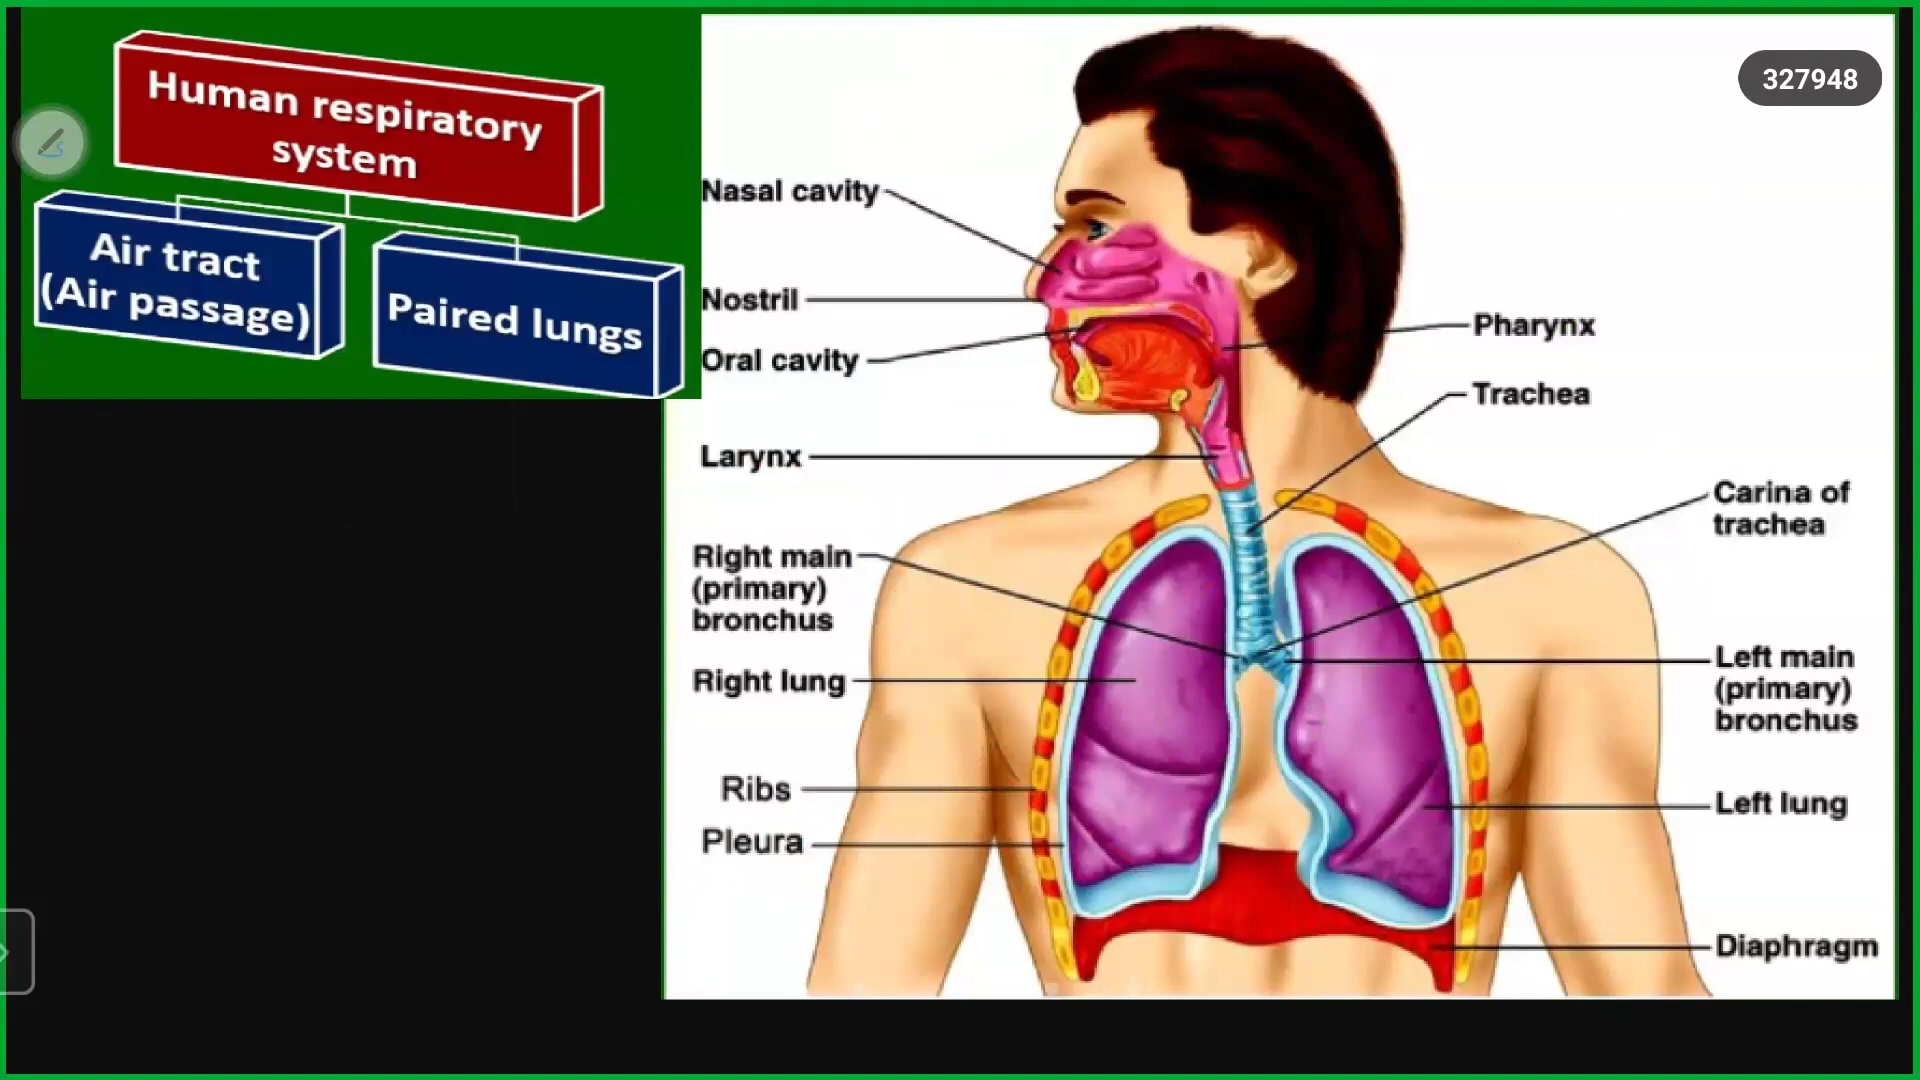 Human respiratory
system
Air tract
(Air passage)
Paired lungs
327948
Nasal cavity
Nostril
Oral cavity
Larynx
Right main
(primary)
bronchus
Right lung
Ribs
Pleura
Pharynx
Trachea
Carina of
trachea
Left main
(primary)
bronchus
Left lung
Diaphragm